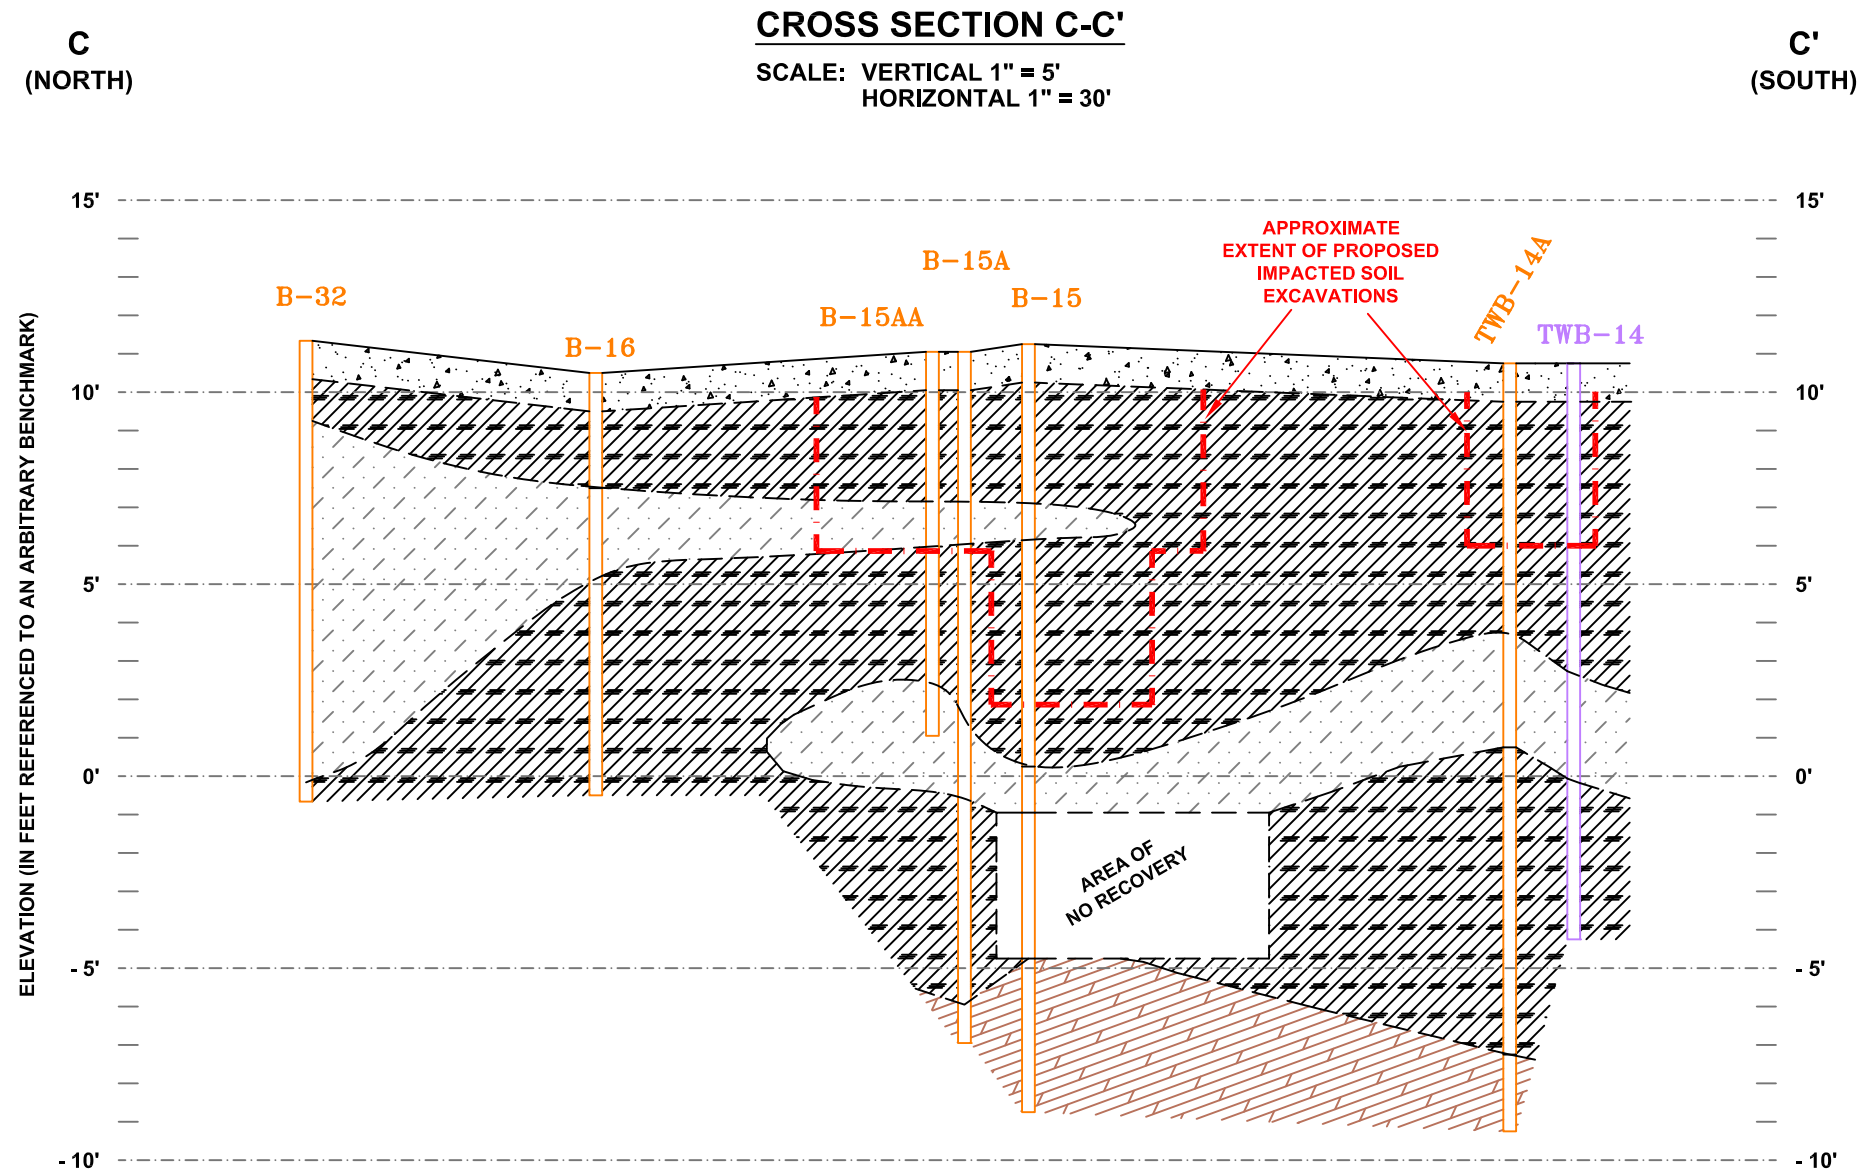 CROSS SECTION C-C'
C
(NORTH)
C'
(SOUTH)
SCALE: VERTICAL 1" = 5'
HORIZONTAL 1" = 30'
15'
15'
APPROXIMATE
EXTENT OF PROPOSED
IMPACTED SOIL
EXCAVATIONS
B-32
B-16
B-15AA
B-15A
B-15
TWB-14A
TWB-14
10'
10'
5'
5'
0'
0'
AREA OF
NO RECOVERY
- 5'
- 5'
- 10'
- 10'
ELEVATION (IN FEET REFERENCED TO AN ARBITRARY BENCHMARK)